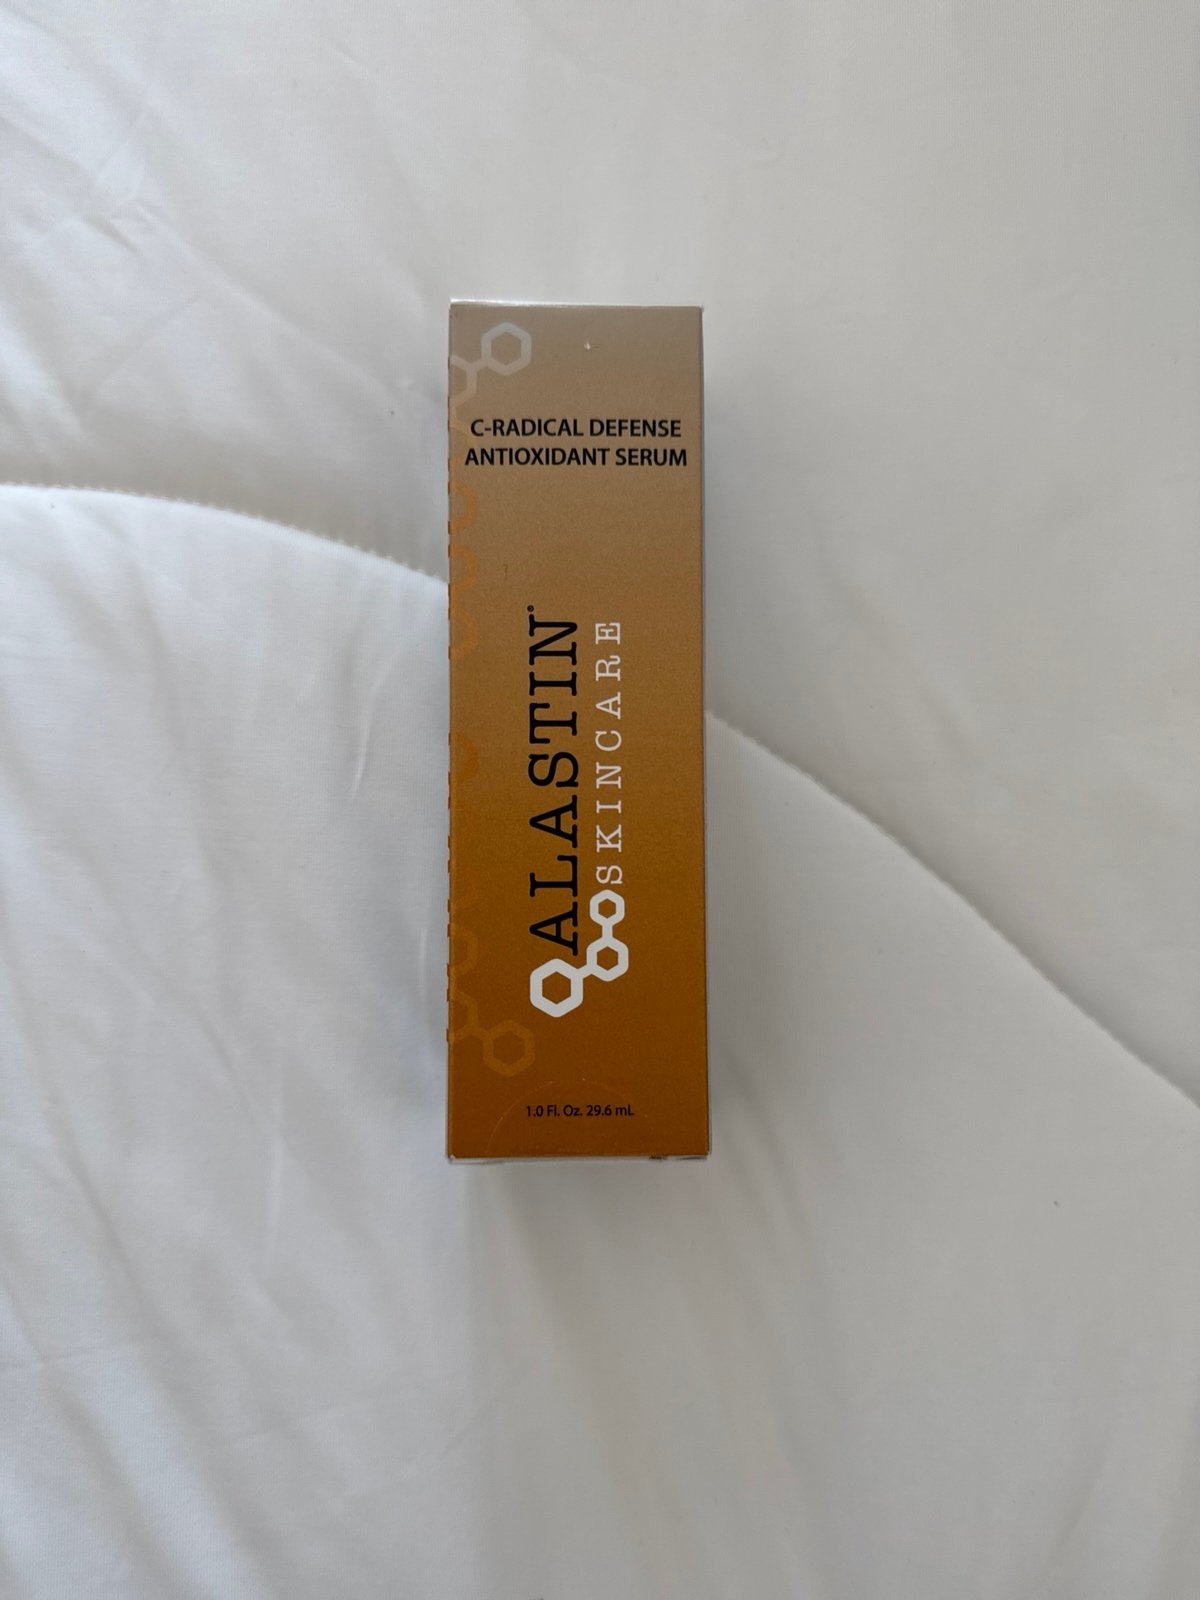 C-RADICAL DEFENSE
ANTIOXIDANT SERUM
ALASTIN®
SKINCARE
1.0 Fl. Oz. 29.6 mL